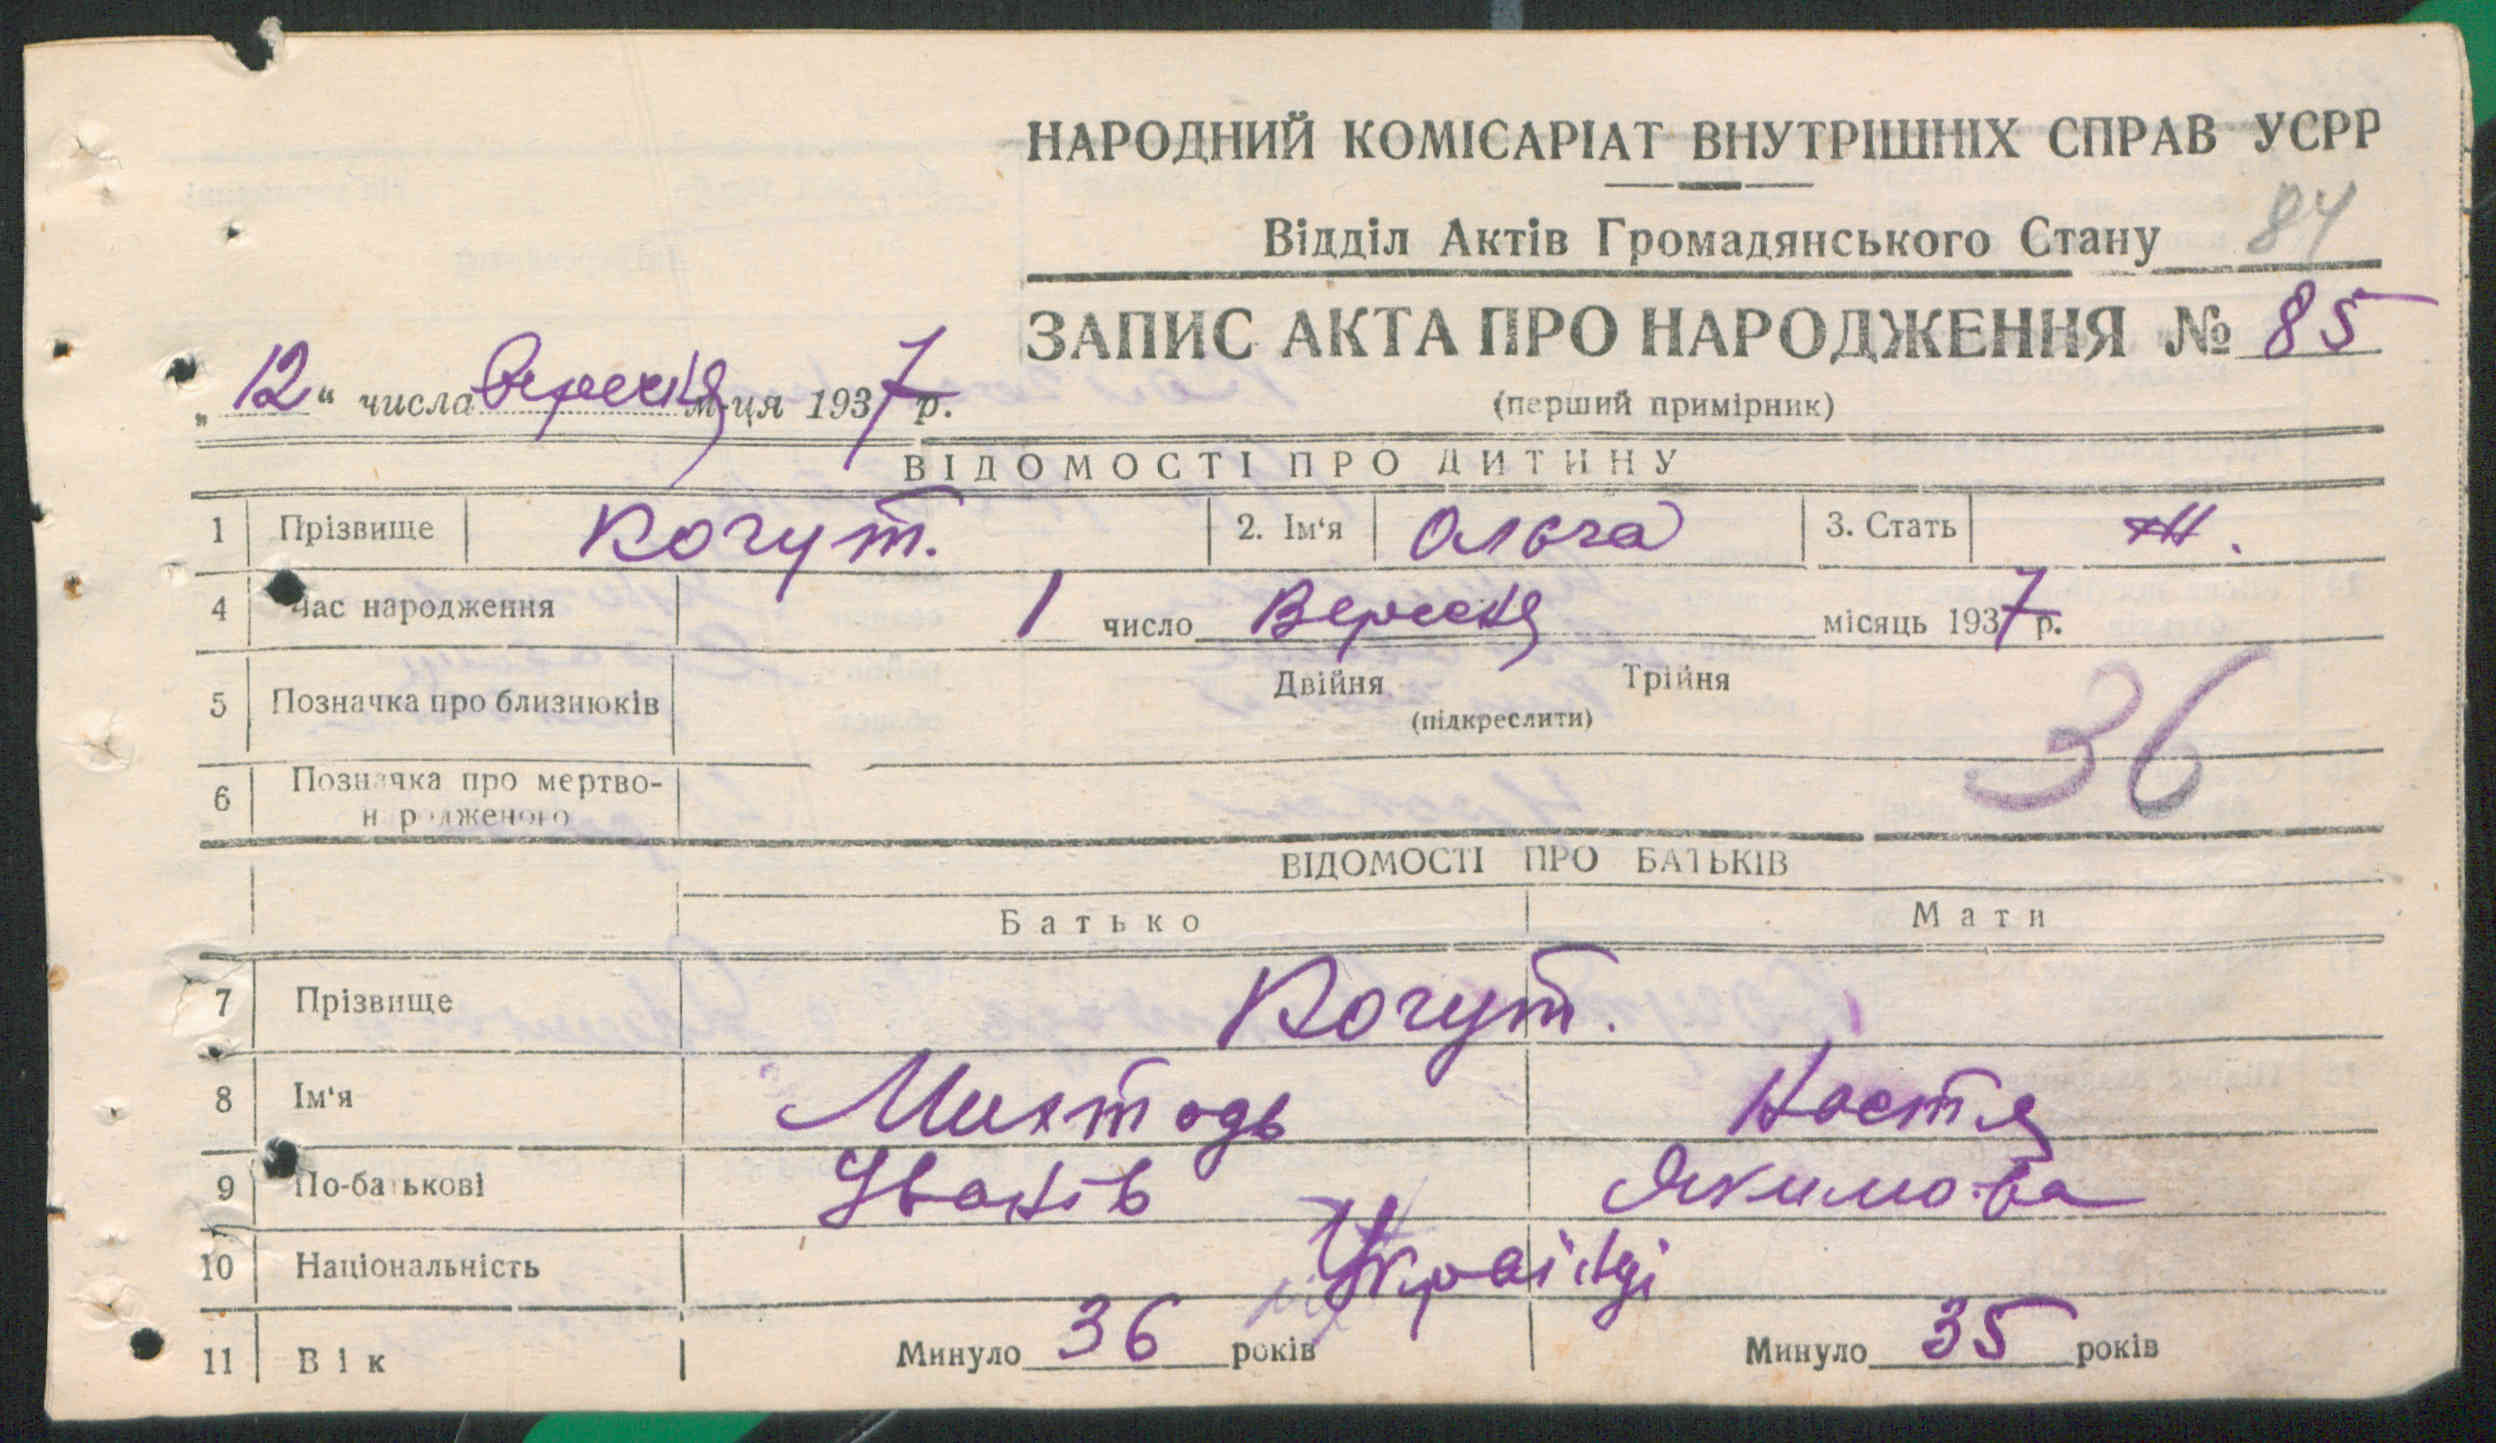 НАРОДНИЙ КОМІСАРІАТ ВНУТРІШНІХ СПРАВ УСРР
Відділ Актів Громадянського Стану 84
ЗАПИС АКТА ПРО НАРОДЖЕННЯ № 85
„12“ числа Вересня м-ця 1937 р.
(перший примірник)
ВІДОМОСТІ ПРО ДИТИНУ
1 Прізвище Когут. 2. Ім'я Ольга 3. Стать Ж.
4 Час народження 1 число Вересня місяць 1937 р.
5 Позначка про близнюків Двійня Трійня
(підкреслити)
36
6 Позначка про мертво-
народженого
ВІДОМОСТІ ПРО БАТЬКІВ
Батько Мати
7 Прізвище Когут.
8 Ім'я Михтодь Настя
9 По-батькові Іванів Якимова
10 Національність Українці
11 Вік Минуло 36 років Минуло 35 років